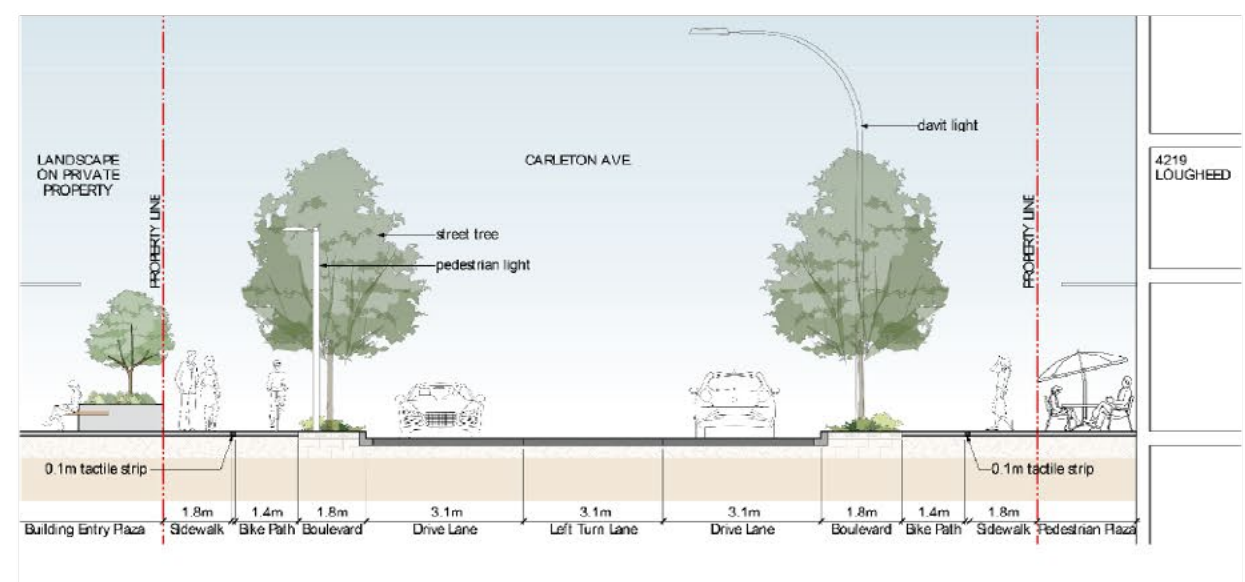 davit light
LANDSCAPE
ON PRIVATE
PROPERTY
CARLETON AVE.
4219
LOUGHEED
PROPERTY LINE
PROPERTY LINE
street tree
pedestrian light
0.1m tactile strip
0.1m tactile strip
1.8m 1.4m 1.8m 3.1m 3.1m 3.1m 1.8m 1.4m 1.8m
Building Entry Plaza Sidewalk Bike Path Boulevard Drive Lane Left Turn Lane Drive Lane Boulevard Bike Path Sidewalk Pedestrian Plaza